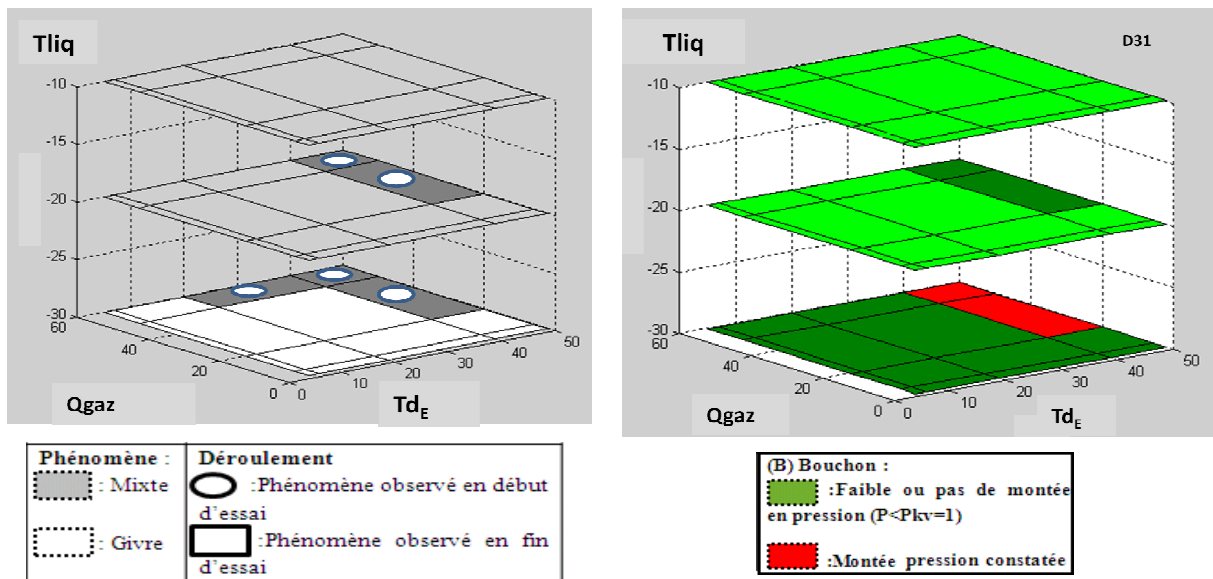 Tliq
-10
-15
-20
-25
-30
60
40
20
0
0
10
20
30
40
50
Qgaz
Td_E
Phénomène :
: Mixte
: Givre
Déroulement
:Phénomène observé en début
d'essai
:Phénomène observé en fin
d'essai
Tliq
D31
-10
-15
-20
-25
-30
60
40
20
0
0
10
20
30
40
50
Qgaz
Td_E
(B) Bouchon :
:Faible ou pas de montée
en pression (P<Pkv=1)
:Montée pression constatée